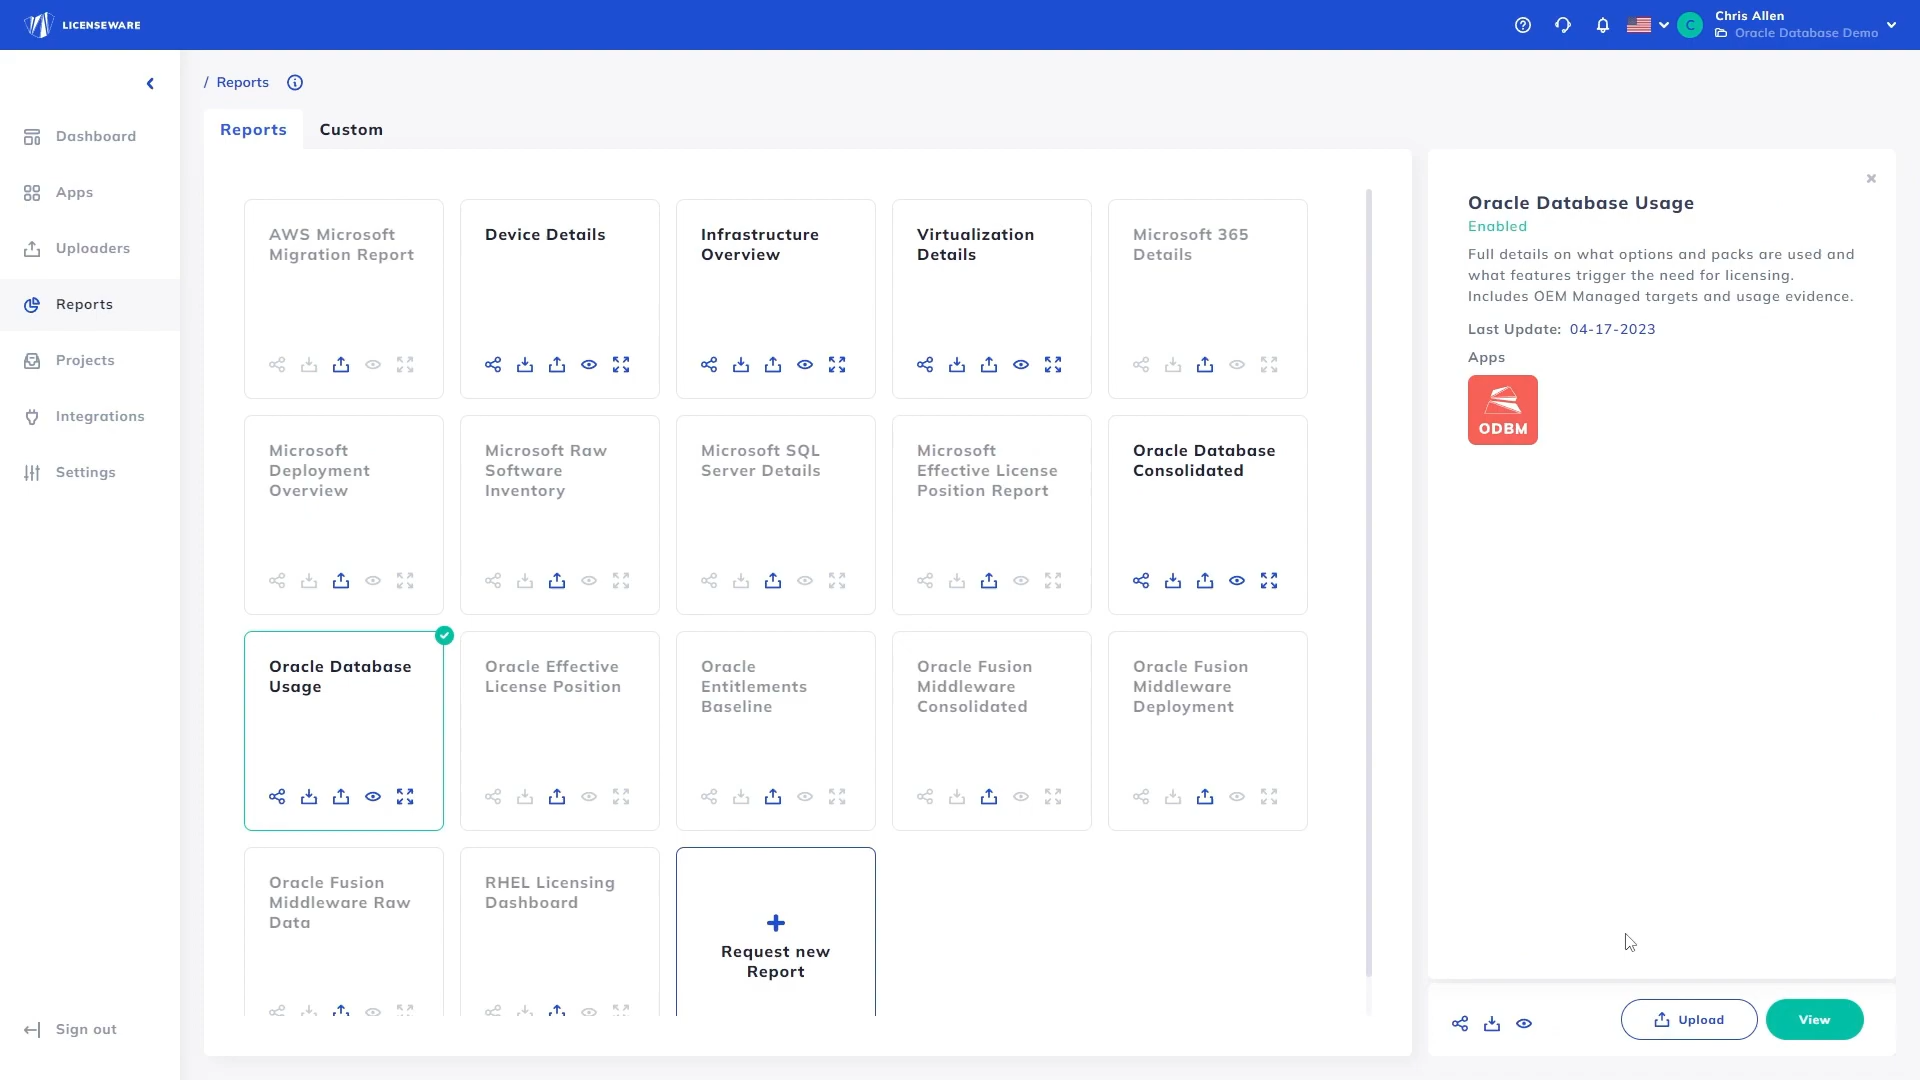 LICENSEWARE
C
Chris Allen
Oracle Database Demo
/ Reports
Reports
Custom
Dashboard
Apps
Uploaders
Reports
Projects
Integrations
Settings
Sign out
AWS Microsoft
Migration Report
Device Details
Infrastructure
Overview
Virtualization
Details
Microsoft 365
Details
Microsoft
Deployment
Overview
Microsoft Raw
Software
Inventory
Microsoft SQL
Server Details
Microsoft
Effective License
Position Report
Oracle Database
Consolidated
Oracle Database
Usage
Oracle Effective
License Position
Oracle
Entitlements
Baseline
Oracle Fusion
Middleware
Consolidated
Oracle Fusion
Middleware
Deployment
Oracle Fusion
Middleware Raw
Data
RHEL Licensing
Dashboard
Request new
Report
Oracle Database Usage
Enabled
Full details on what options and packs are used and
what features trigger the need for licensing.
Includes OEM Managed targets and usage evidence.
Last Update: 04-17-2023
Apps
ODBM
Upload
View